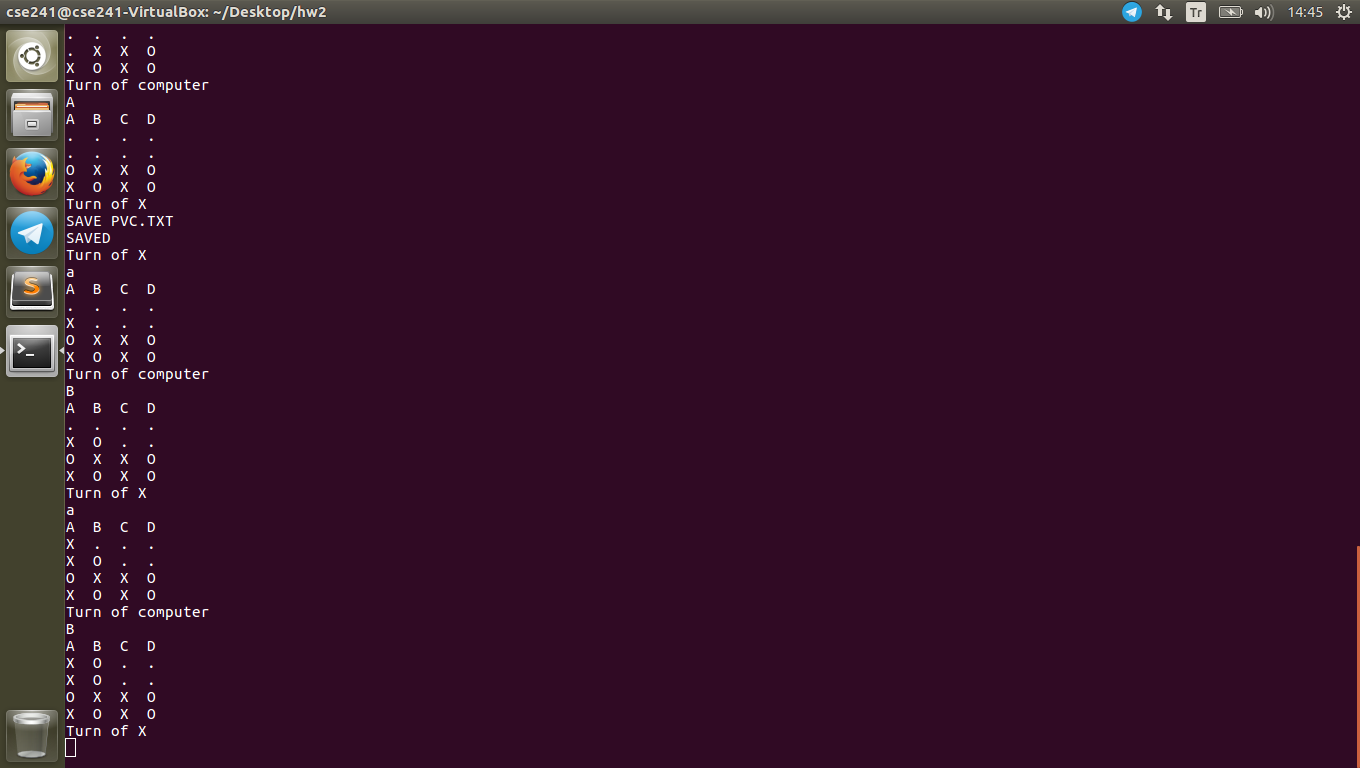 cse241@cse241-VirtualBox: ~/Desktop/hw2 Tr 14:45
. . . .
. X X O
X O X O
Turn of computer
A
A B C D
. . . .
. . . .
O X X O
X O X O
Turn of X
SAVE PVC.TXT
SAVED
Turn of X
a
A B C D
. . . .
X . . .
O X X O
X O X O
Turn of computer
B
A B C D
. . . .
X O . .
O X X O
X O X O
Turn of X
a
A B C D
X . . .
X O . .
O X X O
X O X O
Turn of computer
B
A B C D
X O . .
X O . .
O X X O
X O X O
Turn of X